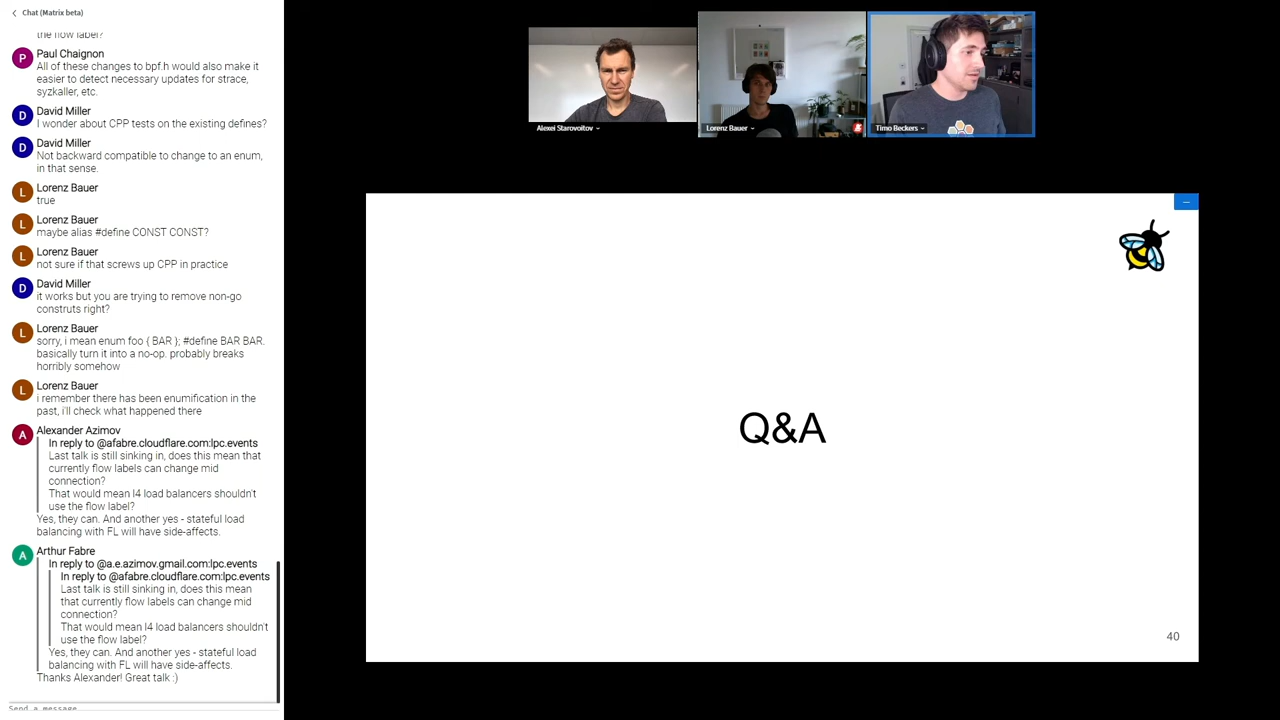 Chat (Matrix beta)
the flow label?
P
Paul Chaignon
All of these changes to bpf.h would also make it
easier to detect necessary updates for strace,
syzkaller, etc.
D
David Miller
I wonder about CPP tests on the existing defines?
D
David Miller
Not backward compatible to change to an enum,
in that sense.
L
Lorenz Bauer
true
L
Lorenz Bauer
maybe alias #define CONST CONST?
L
Lorenz Bauer
not sure if that screws up CPP in practice
D
David Miller
it works but you are trying to remove non-go
construts right?
L
Lorenz Bauer
sorry, i mean enum foo { BAR }; #define BAR BAR.
basically turn it into a no-op. probably breaks
horribly somehow
L
Lorenz Bauer
i remember there has been enumification in the
past, i'll check what happened there
A
Alexander Azimov
In reply to @afabre.cloudflare.com:lpc.events
Last talk is still sinking in, does this mean that
currently flow labels can change mid
connection?
That would mean l4 load balancers shouldn't
use the flow label?
Yes, they can. And another yes - stateful load
balancing with FL will have side-affects.
A
Arthur Fabre
In reply to @a.e.azimov.gmail.com:lpc.events
In reply to @afabre.cloudflare.com:lpc.events
Last talk is still sinking in, does this mean
that currently flow labels can change mid
connection?
That would mean l4 load balancers shouldn't
use the flow label?
Yes, they can. And another yes - stateful load
balancing with FL will have side-affects.
Thanks Alexander! Great talk :)
Send a message
Alexei Starovoitov
Lorenz Bauer
Timo Beckers
Q&A
40